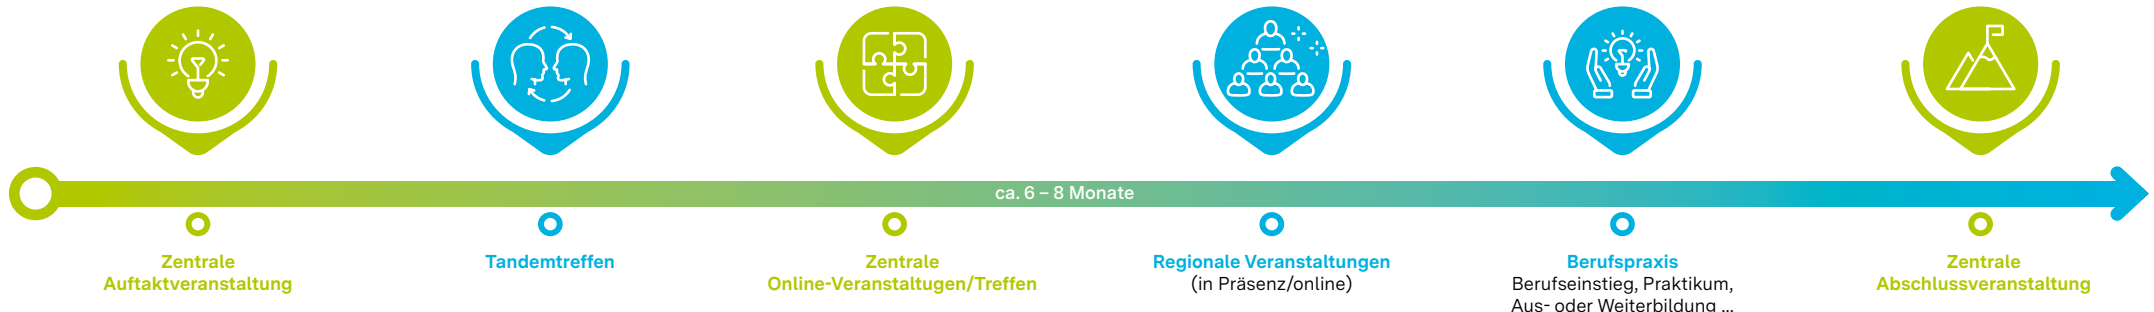 ca. 6 – 8 Monate
Zentrale
Auftaktveranstaltung
Tandemtreffen
Zentrale
Online-Veranstaltugen/Treffen
Regionale Veranstaltungen
(in Präsenz/online)
Berufspraxis
Berufseinstieg, Praktikum,
Aus- oder Weiterbildung ...
Zentrale
Abschlussveranstaltung